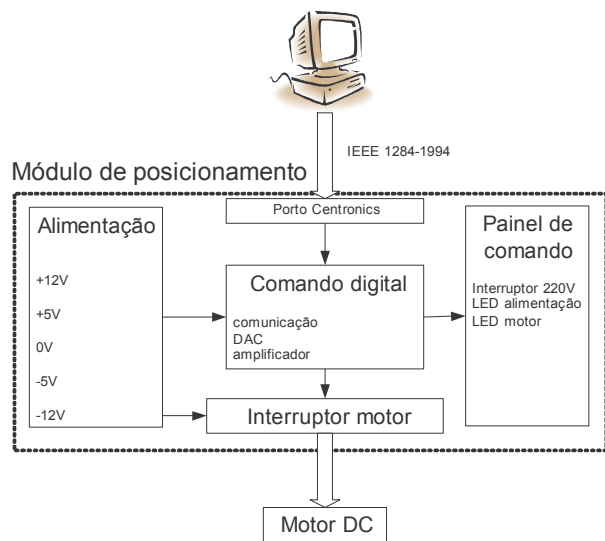 IEEE 1284-1994
Módulo de posicionamento
Porto Centronics
Alimentação
+12V
+5V
0V
-5V
-12V
Comando digital
comunicação
DAC
amplificador
Painel de
comando
Interruptor 220V
LED alimentação
LED motor
Interruptor motor
Motor DC